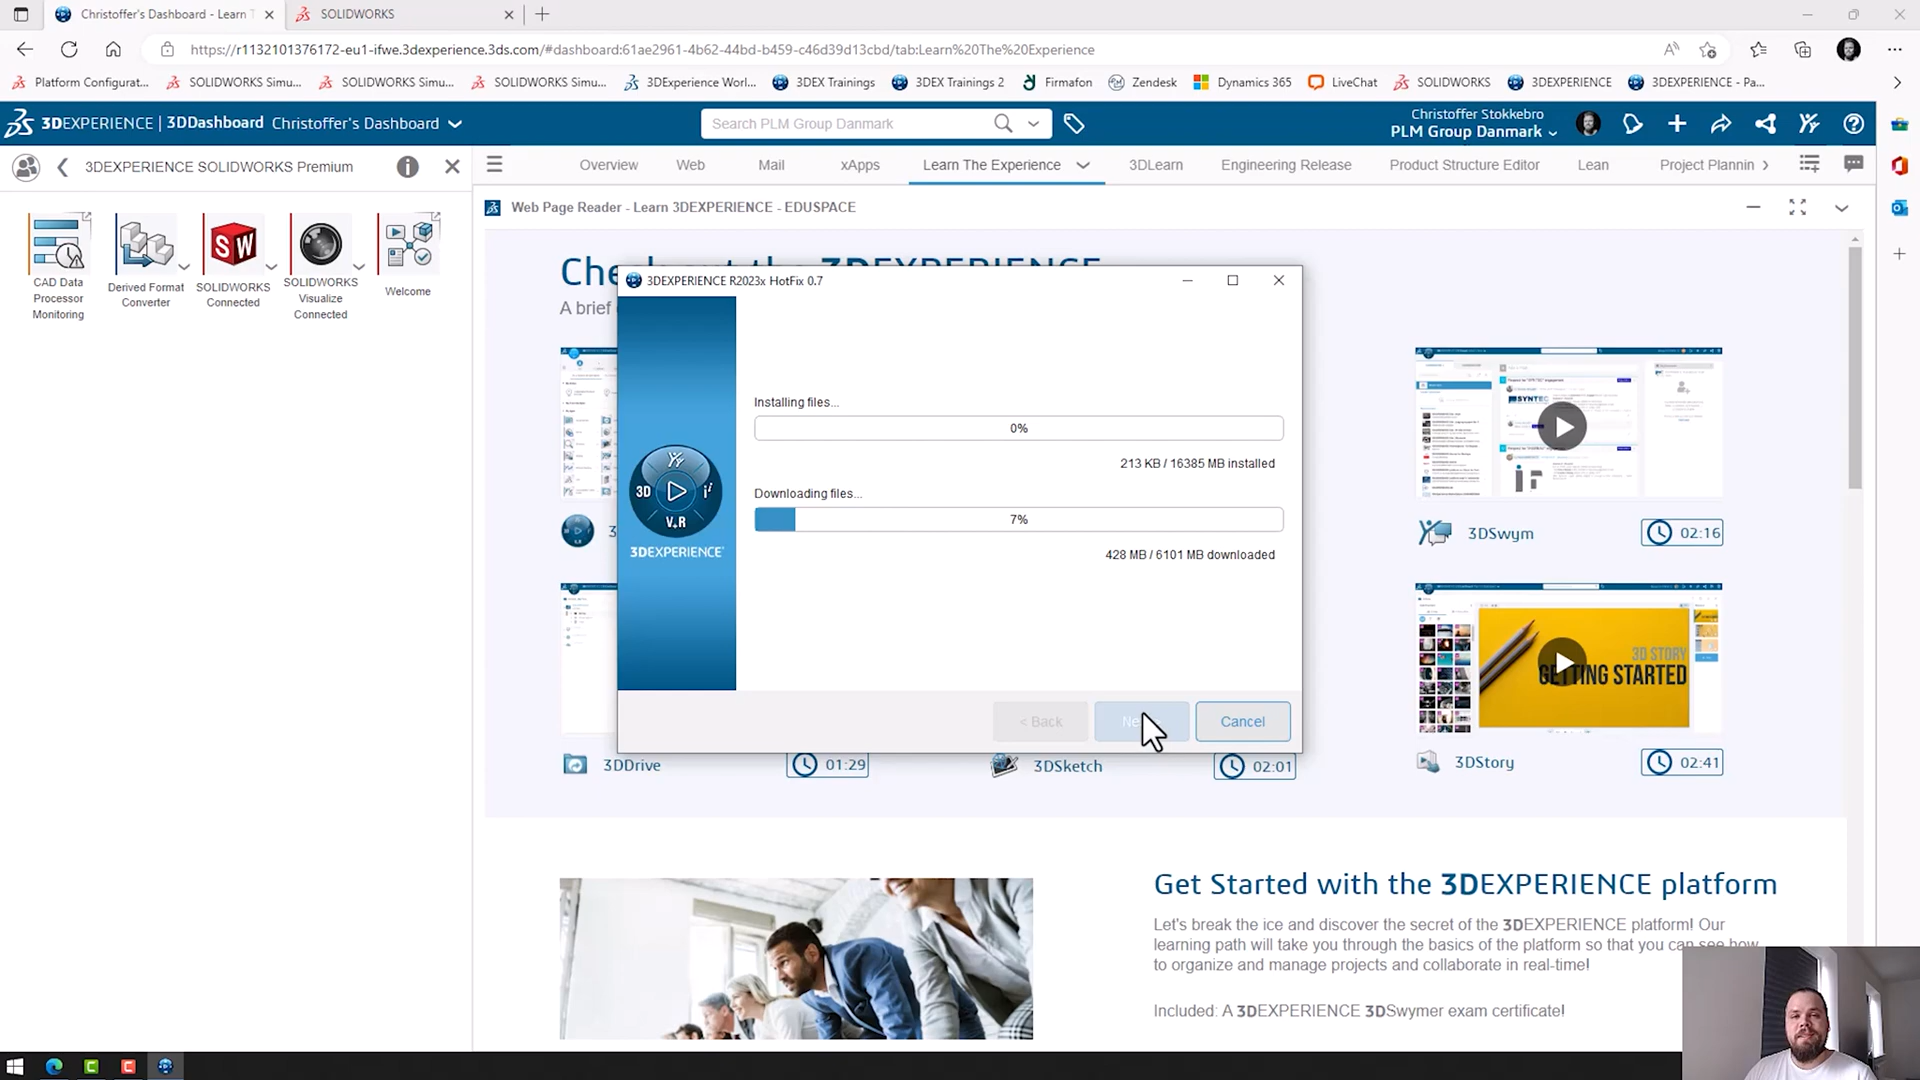 Christoffer's Dashboard - Learn T
SOLIDWORKS
https://r1132101376172-eu1-ifwe.3dexperience.3ds.com/#dashboard:61ae2961-4b62-44bd-b459-c46d39d13cbd/tab:Learn%20The%20Experience
Platform Configurat...
SOLIDWORKS Simu...
SOLIDWORKS Simu...
SOLIDWORKS Simu...
3DExperience Worl...
3DEX Trainings
3DEX Trainings 2
Firmafon
Zendesk
Dynamics 365
LiveChat
SOLIDWORKS
3DEXPERIENCE
3DEXPERIENCE - Pa...
3DEXPERIENCE | 3DDashboard Christoffer's Dashboard
Search PLM Group Danmark
Christoffer Stokkebro
PLM Group Danmark
3DEXPERIENCE SOLIDWORKS Premium
Overview
Web
Mail
xApps
Learn The Experience
3DLearn
Engineering Release
Product Structure Editor
Lean
Project Plannin
CAD Data
Processor
Monitoring
Derived Format
Converter
SW
SOLIDWORKS
Connected
SOLIDWORKS
Visualize
Connected
Welcome
Web Page Reader - Learn 3DEXPERIENCE - EDUSPACE
A brief
3DEXPERIENCE R2023x HotFix 0.7
Installing files...
0%
213 KB / 16385 MB installed
Downloading files...
7%
428 MB / 6101 MB downloaded
3D
V+R
3DEXPERIENCE
< Back
Cancel
SYNTEC
3DSwym
02:16
3D STORY
GETTING STARTED
3DDrive
01:29
3DSketch
02:01
3DStory
02:41
Get Started with the 3DEXPERIENCE platform
Let's break the ice and discover the secret of the 3DEXPERIENCE platform! Our
learning path will take you through the basics of the platform so that you can see how
to organize and manage projects and collaborate in real-time!
Included: A 3DEXPERIENCE 3DSwymer exam certificate!